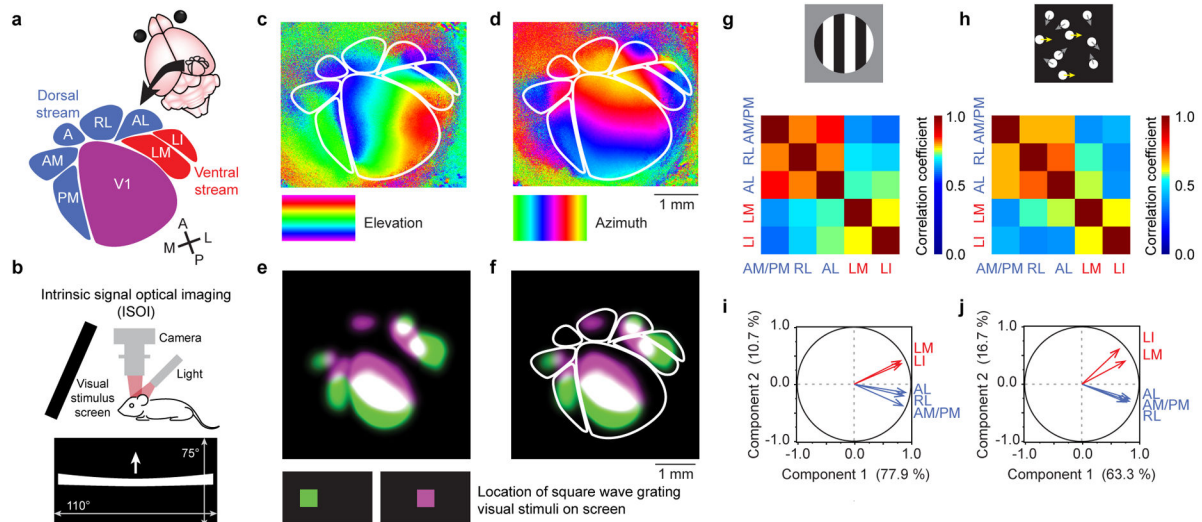 a
Dorsal
stream
A
RL
AL
LI
LM
AM
PM
V1
Ventral
stream
A
M
L
P
b
Intrinsic signal optical imaging
(ISOI)
Camera
Light
Visual
stimulus
screen
75°
110°
c
Elevation
d
Azimuth
1 mm
e
f
1 mm
Location of square wave grating
visual stimuli on screen
g
AM/PM
RL
AL
LM
LI
AM/PM RL AL LM LI
1.0
0.5
0.0
Correlation coefficient
h
AM/PM
RL
AL
LM
LI
AM/PM RL AL LM LI
1.0
0.5
0.0
Correlation coefficient
i
Component 2 (10.7 %)
1.0
0.0
-1.0
LM
LI
AL
RL
AM/PM
-1.0 0.0 1.0
Component 1 (77.9 %)
j
Component 2 (16.7 %)
1.0
0.0
-1.0
LI
LM
AL
AM/PM
RL
-1.0 0.0 1.0
Component 1 (63.3 %)